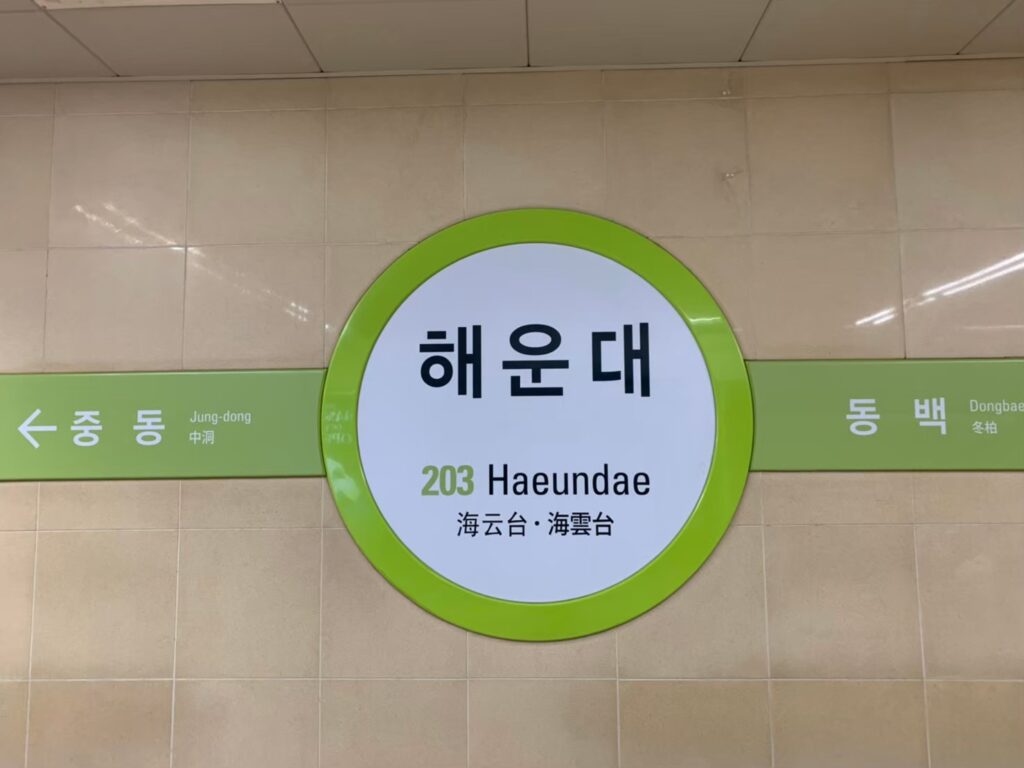 ← 중동 Jung-dong
中洞
해운대
203 Haeundae
海云台·海雲台
동백 Dongbae
冬柏